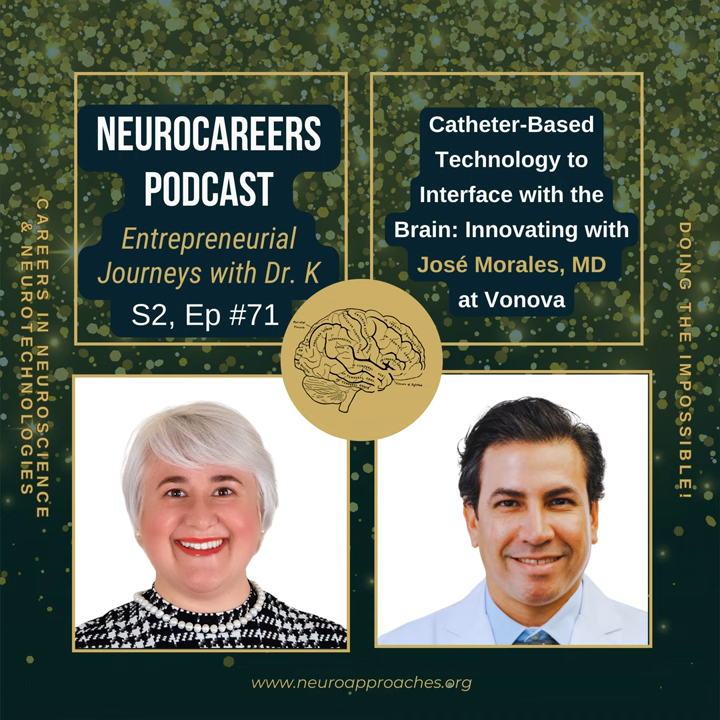 NEUROCAREERS
PODCAST
Entrepreneurial
Journeys with Dr. K
S2, Ep #71
Catheter-Based
Technology to
Interface with the
Brain: Innovating with
José Morales, MD
at Vonova
CAREERS IN NEUROSCIENCE
& NEUROTECHNOLOGIES
DOING THE IMPOSSIBLE!
www.neuroapproaches.org